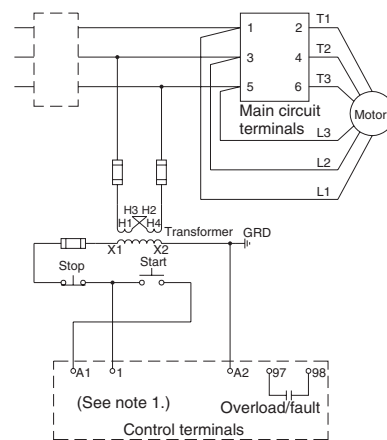 T1
1 2
T2
3 4
T3
5 6
Motor
Main circuit
terminals
L3
L2
H3 H2
L1
H1 H4
Transformer GRD
X1 X2
Stop Start
A1 1 A2 97 98
(See note 1.) Overload/fault
Control terminals